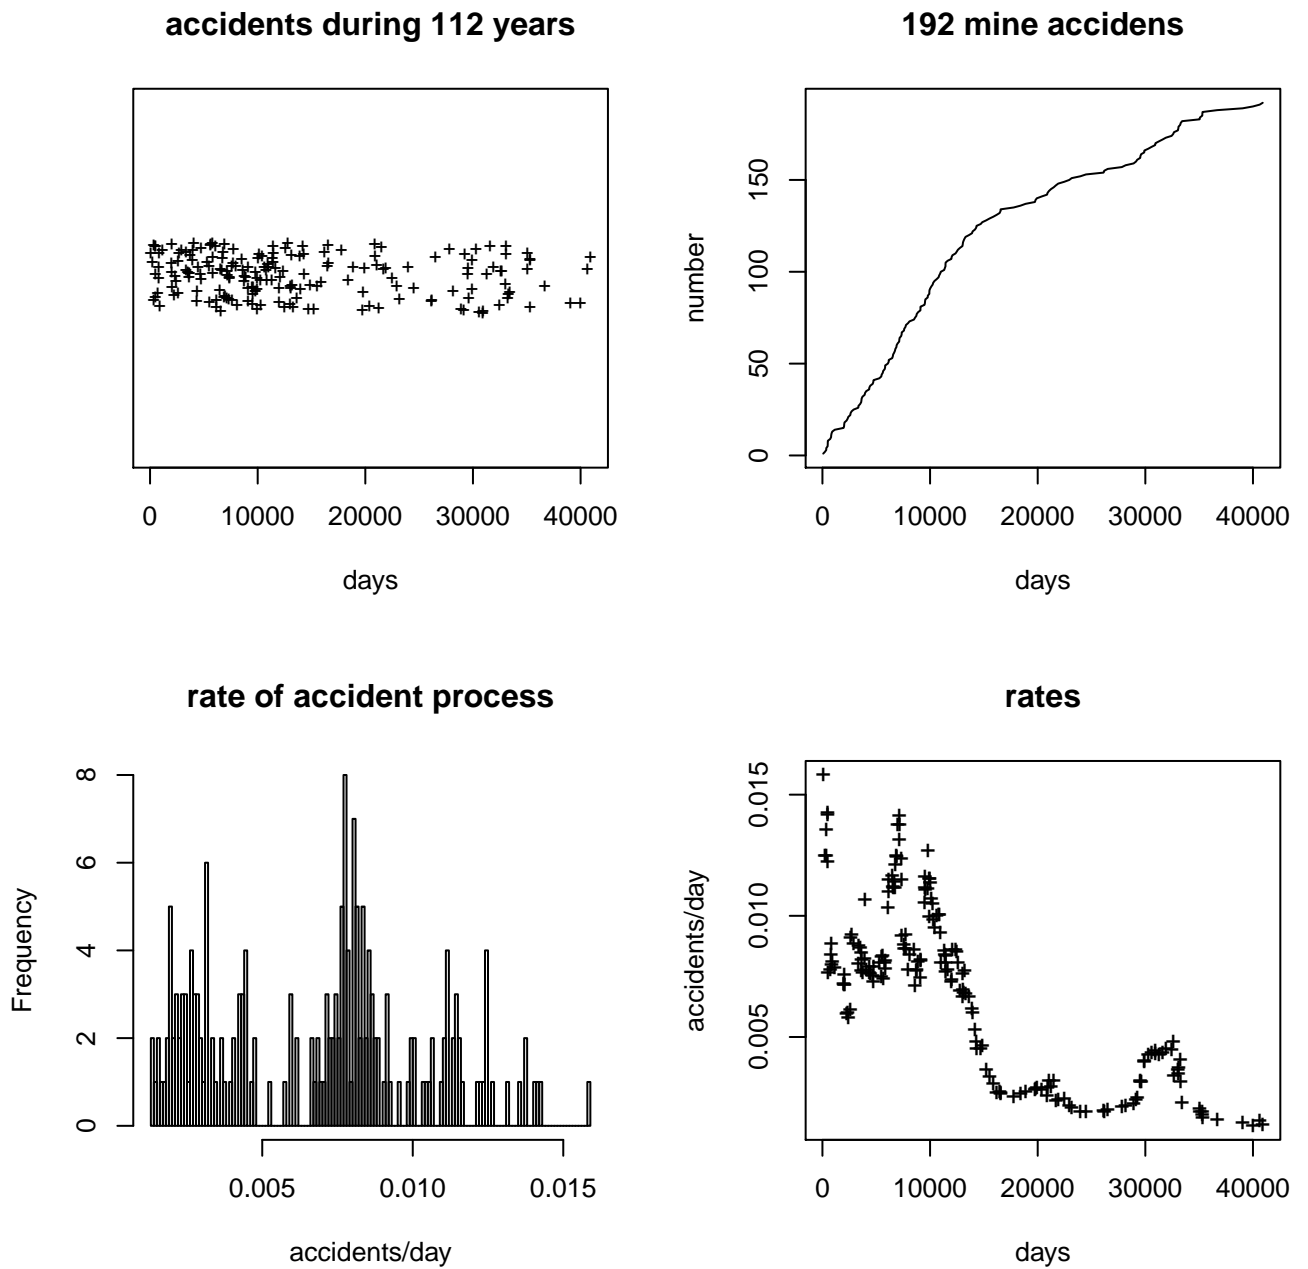 accidents during 112 years
0 10000 20000 30000 40000
days
192 mine accidens
number
0 50 100 150
0 10000 20000 30000 40000
days
rate of accident process
Frequency
0 2 4 6 8
0.005 0.010 0.015
accidents/day
rates
accidents/day
0.005 0.010 0.015
0 10000 20000 30000 40000
days